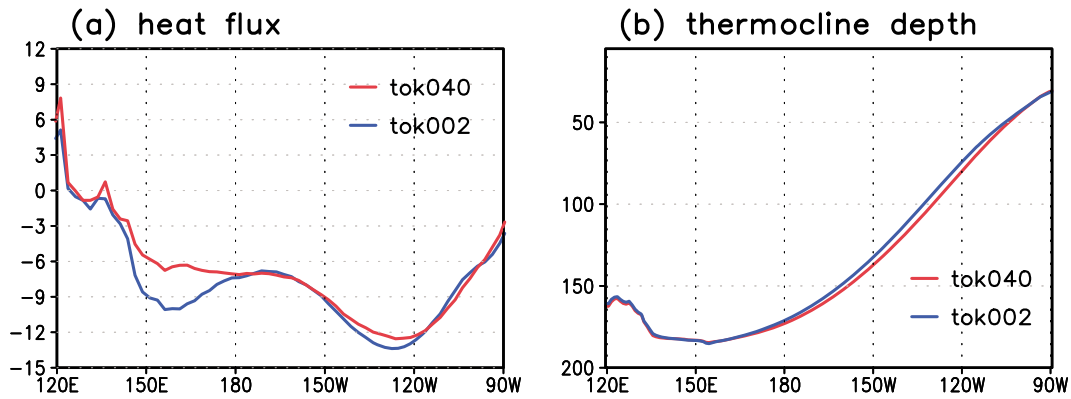 (a) heat flux
12
9
6
3
0
-3
-6
-9
-12
-15
120E 150E 180 150W 120W 90W
tok040
tok002
(b) thermocline depth
50
100
150
200
120E 150E 180 150W 120W 90W
tok040
tok002